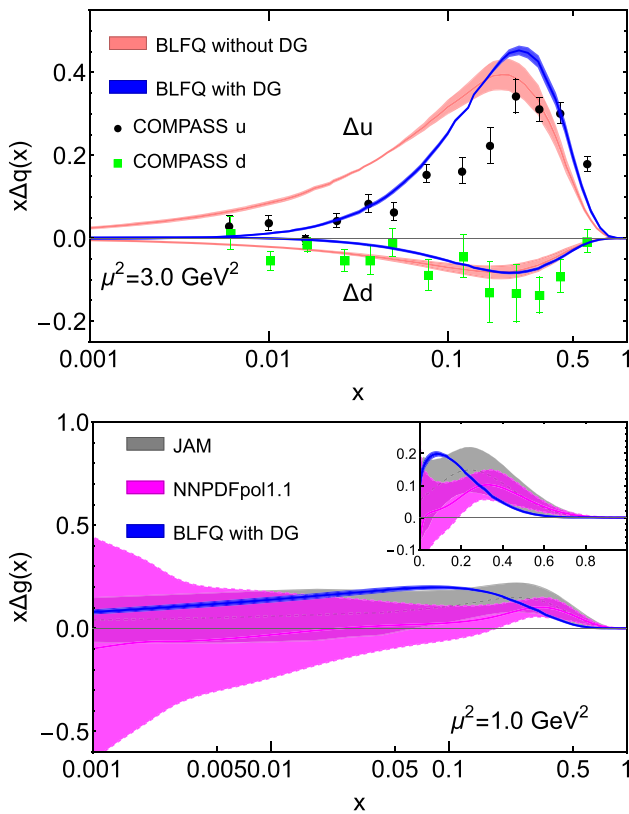 BLFQ without DG
BLFQ with DG
COMPASS u
COMPASS d
Δu
Δd
μ²=3.0 GeV²
xΔq(x)
0.4
0.2
0.0
−0.2
0.001
0.01
0.1
0.5
1
x
JAM
NNPDFpol1.1
BLFQ with DG
xΔg(x)
1.0
0.5
0.0
−0.5
0.2
0.1
0.
−0.1
0.
0.2
0.4
0.6
0.8
μ²=1.0 GeV²
0.001
0.005
0.01
0.05
0.1
0.5
1
x